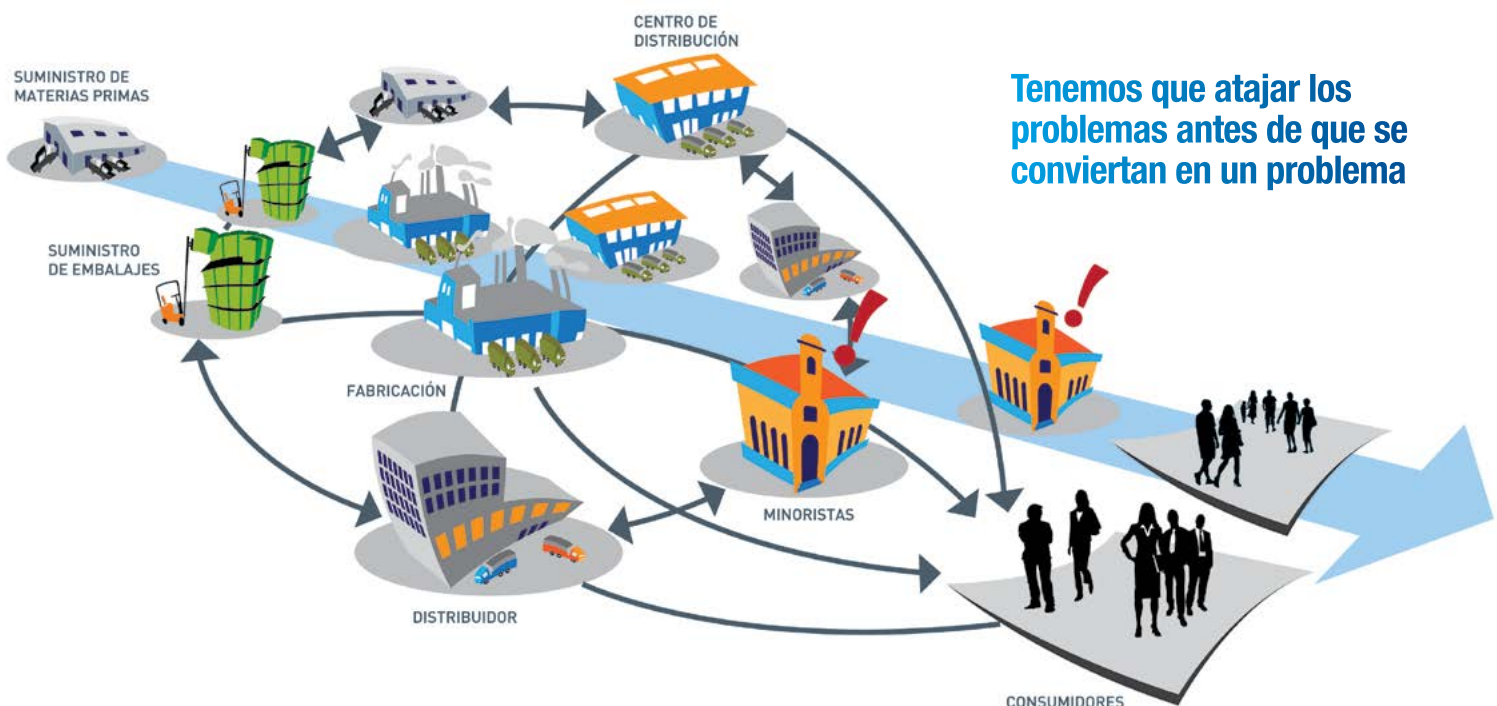 CENTRO DE
DISTRIBUCIÓN
SUMINISTRO DE
MATERIAS PRIMAS
Tenemos que atajar los
problemas antes de que se
conviertan en un problema
SUMINISTRO
DE EMBALAJES
FABRICACIÓN
MINORISTAS
DISTRIBUIDOR
CONSUMIDORES